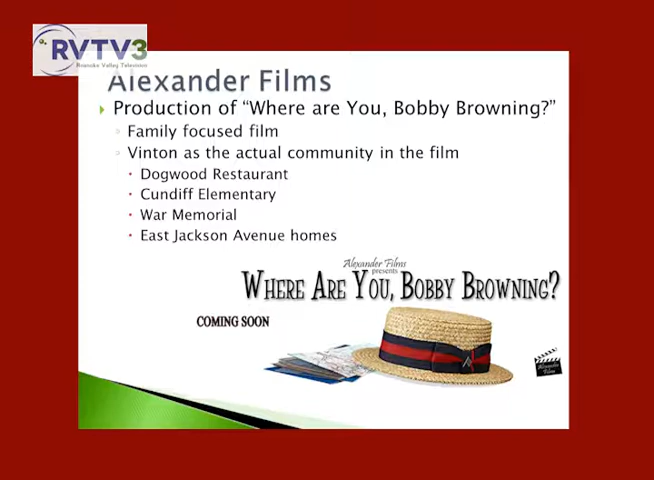 RVTV3
Roanoke Valley Television
Alexander Films
Production of “Where are You, Bobby Browning?”
Family focused film
Vinton as the actual community in the film
Dogwood Restaurant
Cundiff Elementary
War Memorial
East Jackson Avenue homes
Alexander Films
presents
WHERE ARE YOU, BOBBY BROWNING?
COMING SOON
Alexander
Films